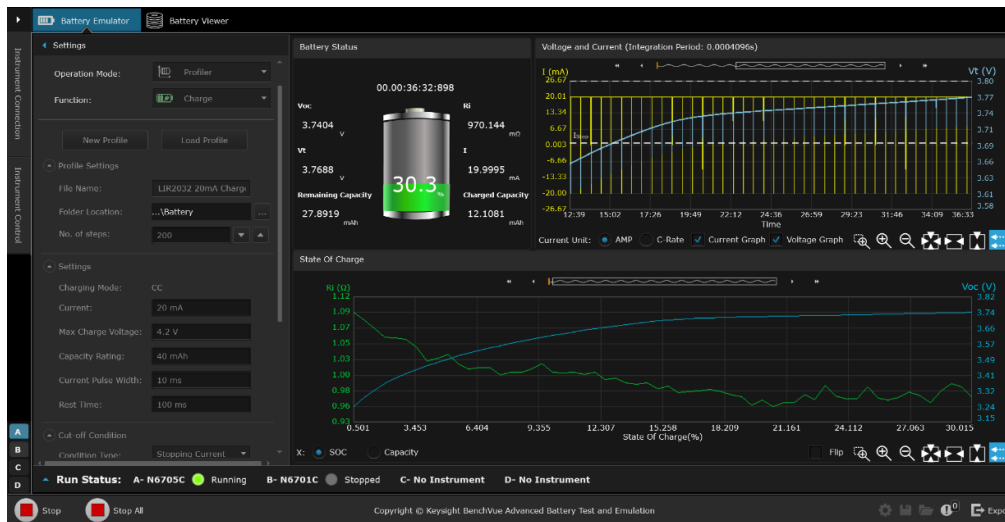 Battery Emulator Battery Viewer
Instrument Connection
Instrument Control
Settings
Operation Mode: Profiler
Function: Charge
New Profile Load Profile
Profile Settings
File Name: LIR2032 20mA Charg
Folder Location: ...\Battery ...
No. of steps: 200
Settings
Charging Mode: CC
Current: 20 mA
Max Charge Voltage: 4.2 V
Capacity Rating: 40 mAh
Current Pulse Width: 10 ms
Rest Time: 100 ms
Cut-off Condition
Condition Type: Stopping Current
Battery Status
00.00:36:32:898
Voc
3.7404 V
Vt
3.7688 V
Remaining Capacity
27.8919 mAh
30.3 %
Ri
970.144 mΩ
I
19.9995 mA
Charged Capacity
12.1081 mAh
Voltage and Current (Integration Period: 0.0004096s)
I (mA) Vt (V)
26.67 3.80
20.01 3.77
13.34 3.74
6.67 3.71
IStep
0.003 3.69
-6.66 3.66
-13.33 3.63
-20.00 3.61
-26.67 3.58
12:39 15:02 17:26 19:49 22:12 24:36 26:59 29:23 31:46 34:09 36:33
Time
Current Unit: AMP C-Rate Current Graph Voltage Graph
State Of Charge
Ri (Ω) Voc (V)
1.12 3.82
1.09 3.74
1.07 3.66
1.05 3.57
1.03 3.49
1.00 3.41
0.98 3.32
0.96 3.24
0.93 3.15
0.501 3.453 6.404 9.355 12.307 15.258 18.209 21.161 24.112 27.063 30.015
State Of Charge(%)
X: SOC Capacity Flip
A
B
C
D
Run Status: A- N6705C Running B- N6701C Stopped C- No Instrument D- No Instrument
Stop Stop All Copyright © Keysight BenchVue Advanced Battery Test and Emulation 0 Expo